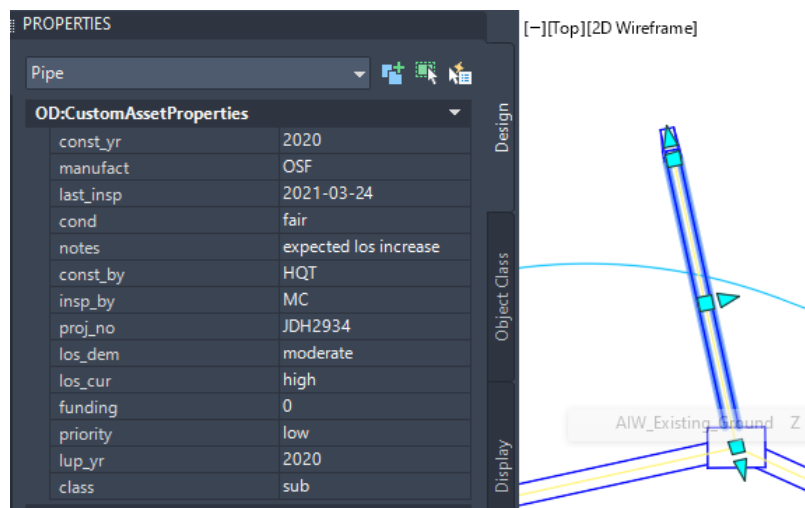 PROPERTIES
Pipe
OD:CustomAssetProperties
const_yr 2020
manufact OSF
last_insp 2021-03-24
cond fair
notes expected los increase
const_by HQT
insp_by MC
proj_no JDH2934
los_dem moderate
los_cur high
funding 0
priority low
lup_yr 2020
class sub
Design
Object Class
Display
[−][Top][2D Wireframe]
AIW_Existing_Ground Z